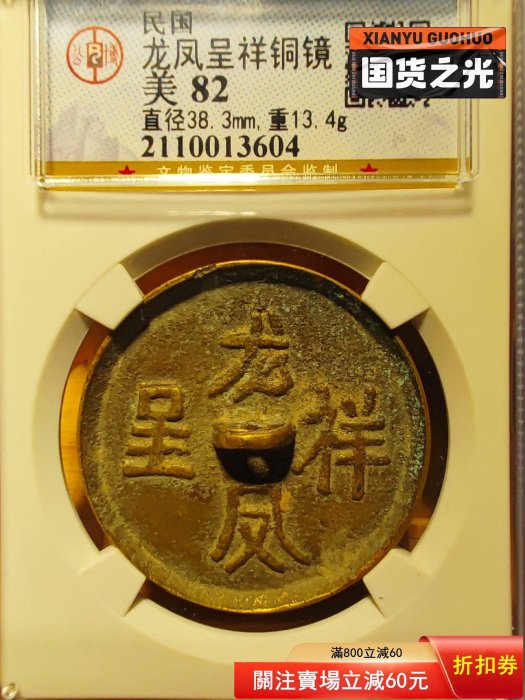 民国
龙凤呈祥铜镜
美 82
直径38.3mm,重13.4g
2110013604
文物鉴定委员会监制
XIANYU GUOHUO
国货之光
龙
呈
祥
凤
滿800立減60
關注賣場立減60元
折扣券